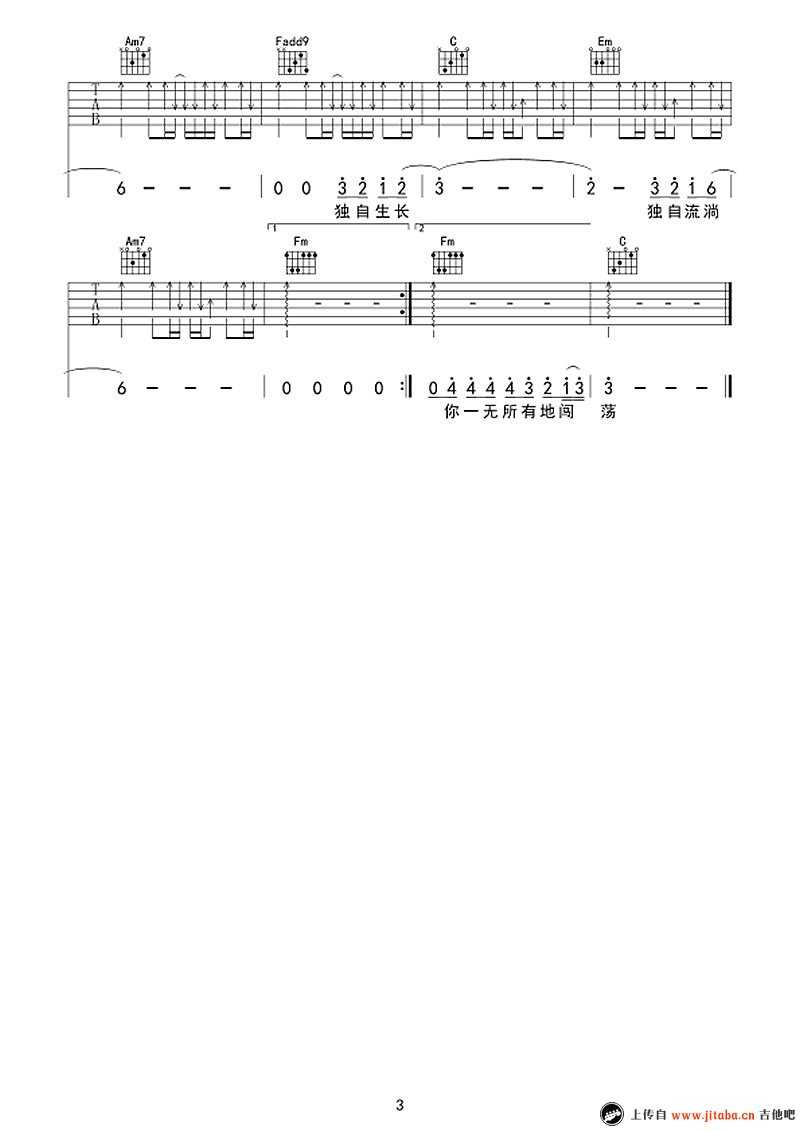 Am7 Fadd9 C Em
T
A
B
6 - - - 0 0 3 2 1 2 3 - - - 2 - 3 2 1 6
独自生长 独自流淌
1 2
Am7 Fm Fm C
T
A
B
- - - - - -
6 - - - 0 0 0 0 : 0 4 4 4 4 3 2 1 3 3 - - -
你一无所有地闯 荡
3
上传自 www.jitaba.cn 吉他吧